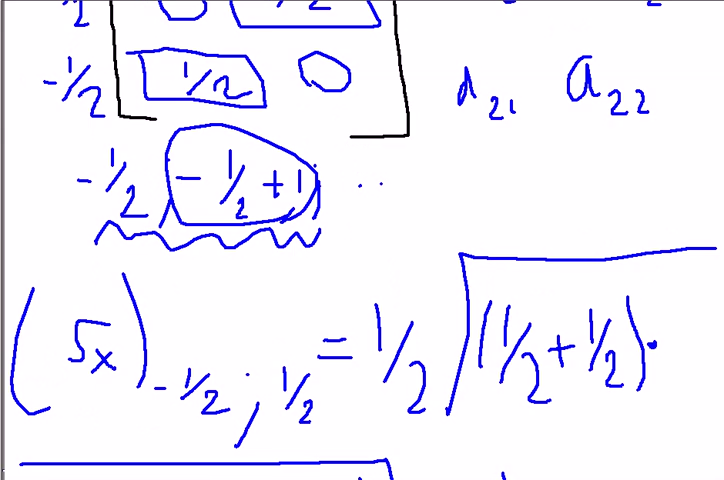 -1/2 1/2 0 a21 a22
-1/2 -1/2+1 ..
(Sx)-1/2;1/2 = 1/2 √(1/2+1/2)·